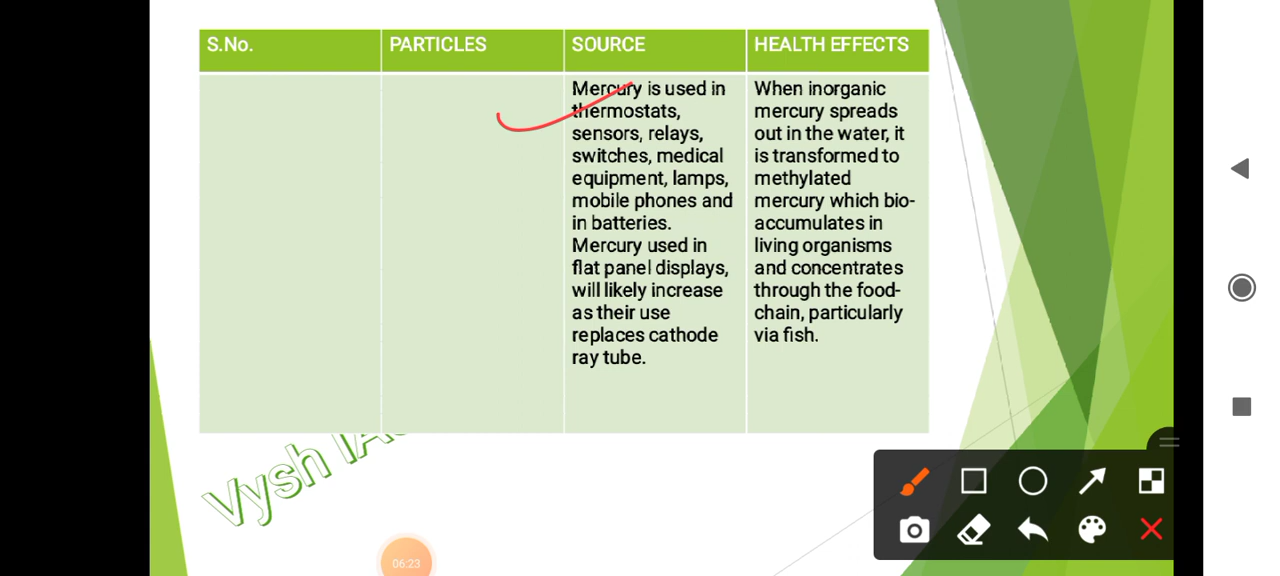 S.No.
PARTICLES
SOURCE
HEALTH EFFECTS
Mercury is used in
thermostats,
sensors, relays,
switches, medical
equipment, lamps,
mobile phones and
in batteries.
Mercury used in
flat panel displays,
will likely increase
as their use
replaces cathode
ray tube.
When inorganic
mercury spreads
out in the water, it
is transformed to
methylated
mercury which bio-
accumulates in
living organisms
and concentrates
through the food-
chain, particularly
via fish.
Vysh
06:23